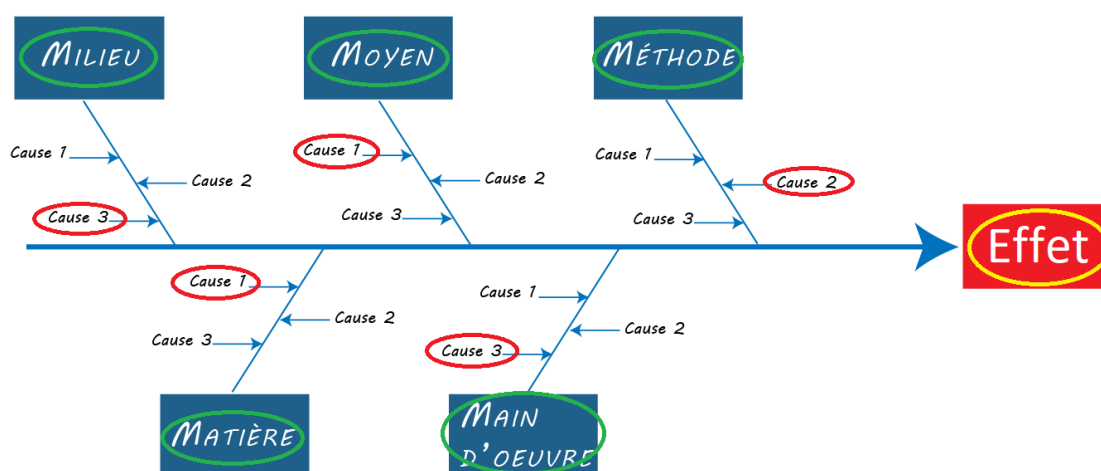 MILIEU
MOYEN
MÉTHODE
Cause 1
Cause 2
Cause 3
Cause 1
Cause 2
Cause 3
Cause 1
Cause 2
Cause 3
Effet
Cause 1
Cause 2
Cause 3
Cause 1
Cause 2
Cause 3
MATIÈRE
MAIN
D'OEUVRE